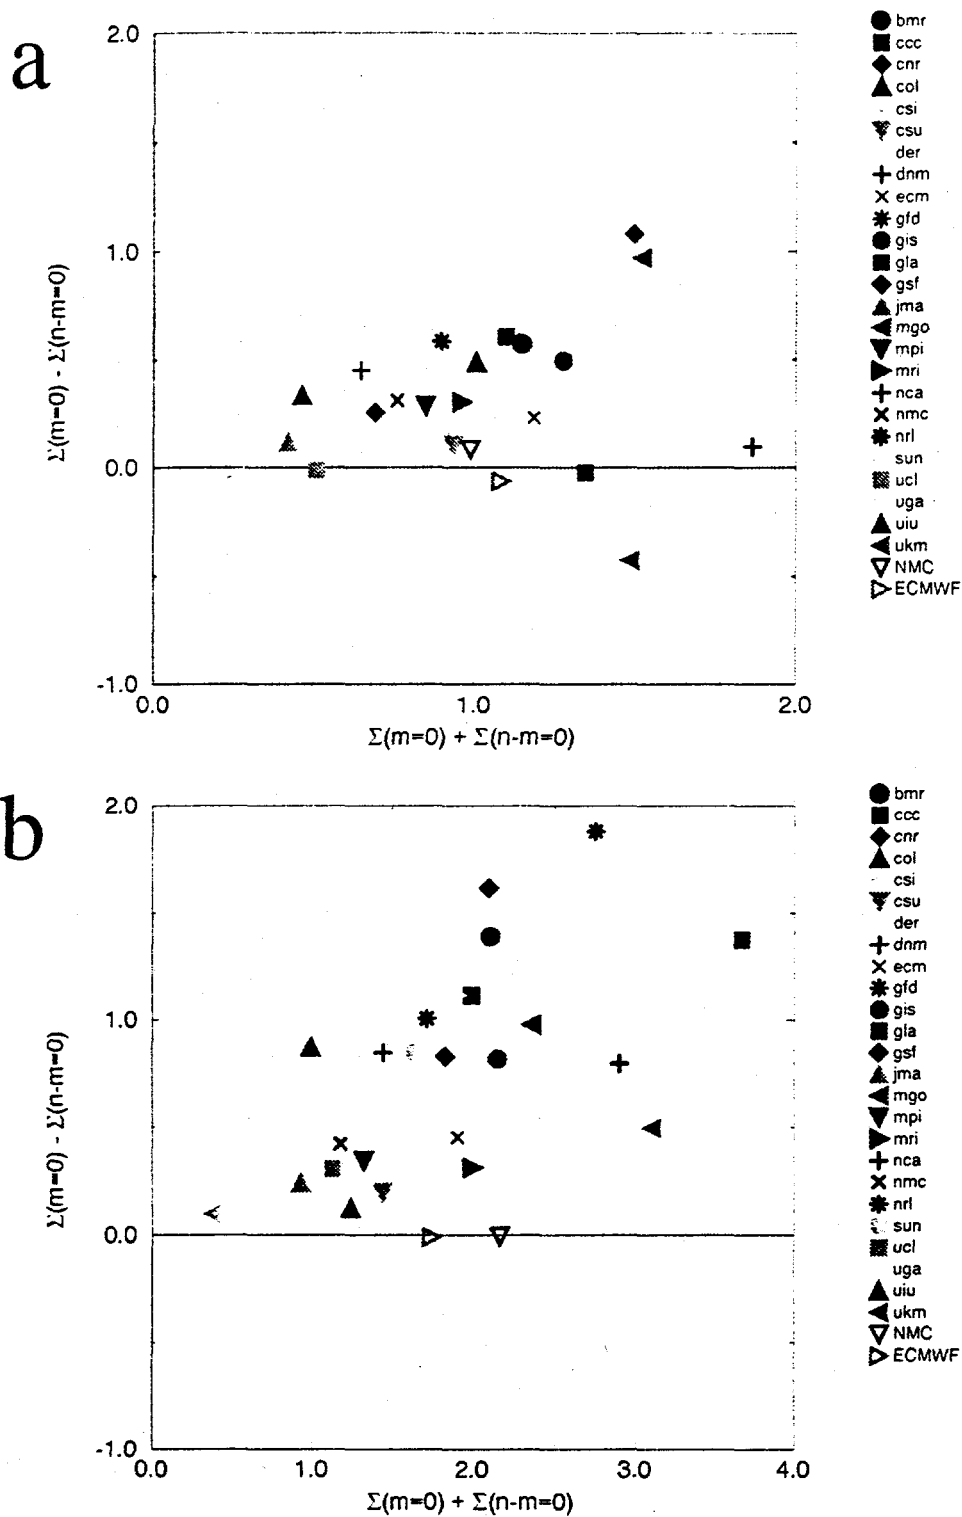 a
2.0
1.0
0.0
-1.0
Σ(m=0) - Σ(n-m=0)
0.0
1.0
2.0
Σ(m=0) + Σ(n-m=0)
bmr
ccc
cnr
col
csi
csu
der
dnm
ecm
gfd
gis
gla
gsf
jma
mgo
mpi
mri
nca
nmc
nrl
sun
ucl
uga
uiu
ukm
NMC
ECMWF
b
2.0
1.0
0.0
-1.0
Σ(m=0) - Σ(n-m=0)
0.0
1.0
2.0
3.0
4.0
Σ(m=0) + Σ(n-m=0)
bmr
ccc
cnr
col
csi
csu
der
dnm
ecm
gfd
gis
gla
gsf
jma
mgo
mpi
mri
nca
nmc
nrl
sun
ucl
uga
uiu
ukm
NMC
ECMWF